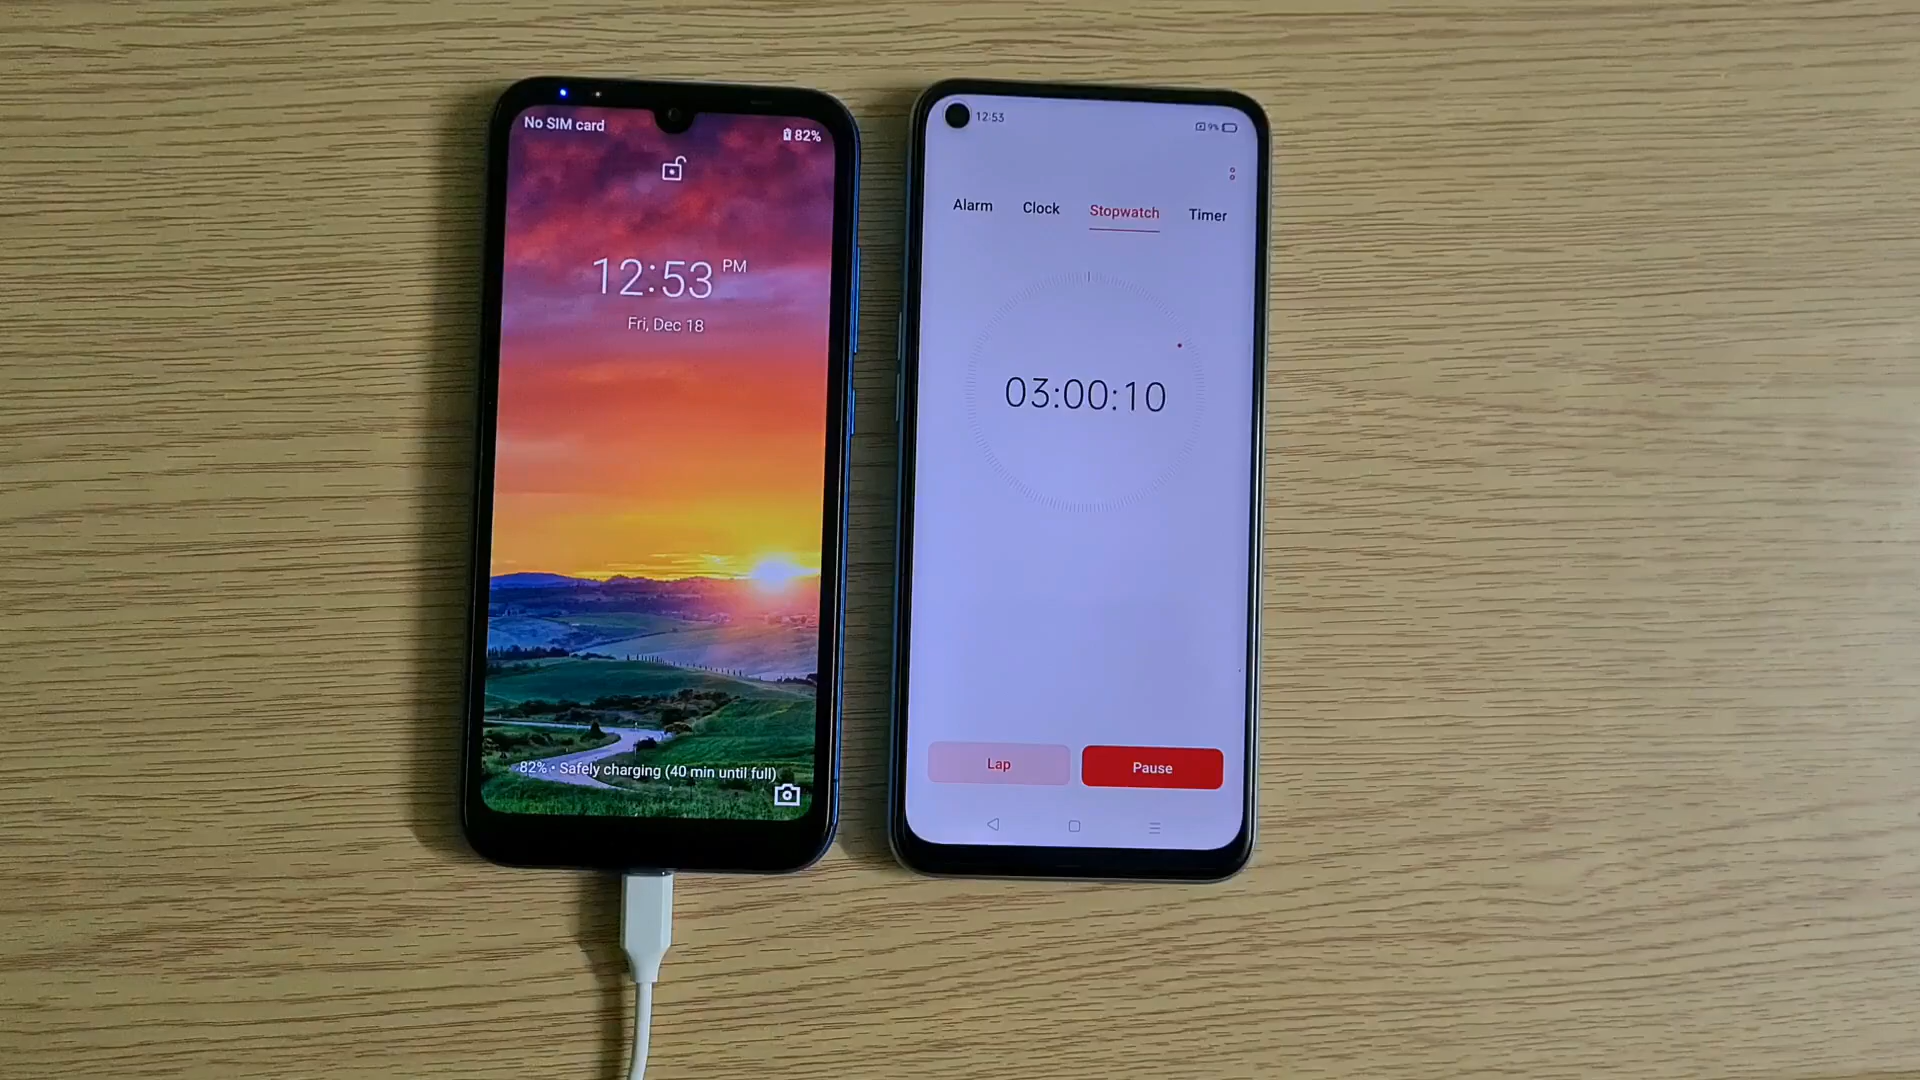 No SIM card
82%
12:53 PM
Fri, Dec 18
82% • Safely charging (40 min until full)
12:53
9%
Alarm Clock Stopwatch Timer
03:00:10
Lap Pause